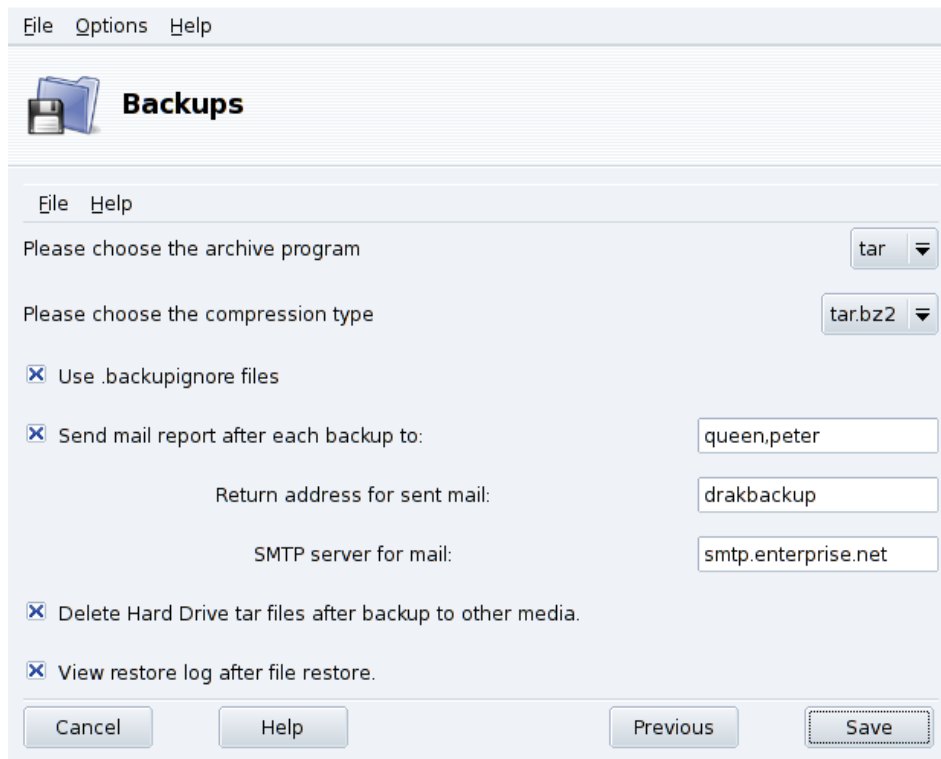 File Options Help
Backups
File Help
Please choose the archive program tar
Please choose the compression type tar.bz2
Use .backupignore files
Send mail report after each backup to: queen,peter
Return address for sent mail: drakbackup
SMTP server for mail: smtp.enterprise.net
Delete Hard Drive tar files after backup to other media.
View restore log after file restore.
Cancel Help Previous Save